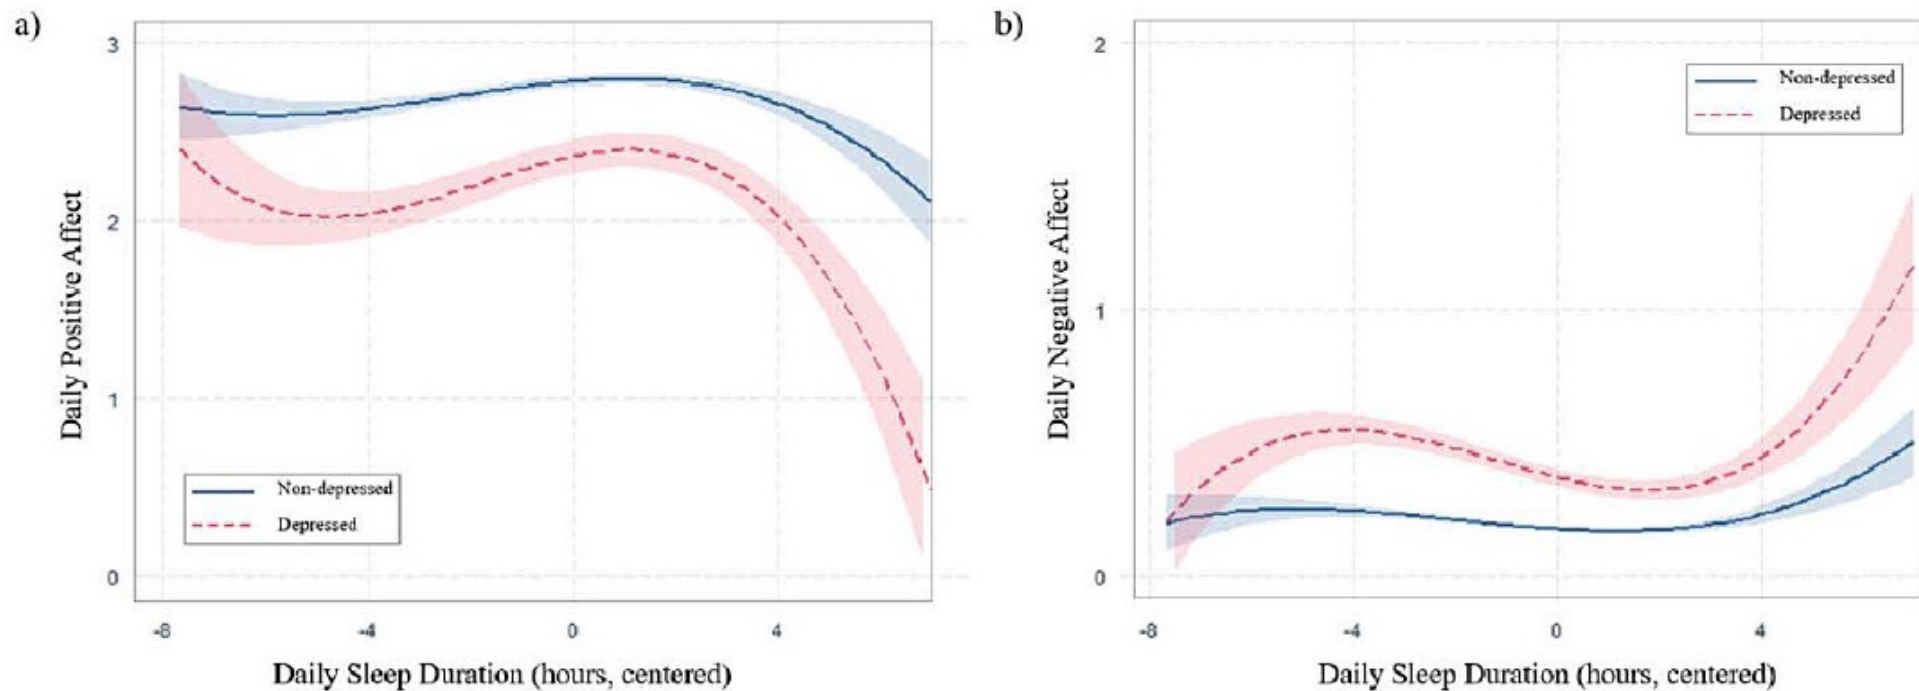 a)
3
2
1
0
-8 -4 0 4
Daily Positive Affect
Daily Sleep Duration (hours, centered)
Non-depressed
Depressed
b)
2
1
0
-8 -4 0 4
Daily Negative Affect
Daily Sleep Duration (hours, centered)
Non-depressed
Depressed